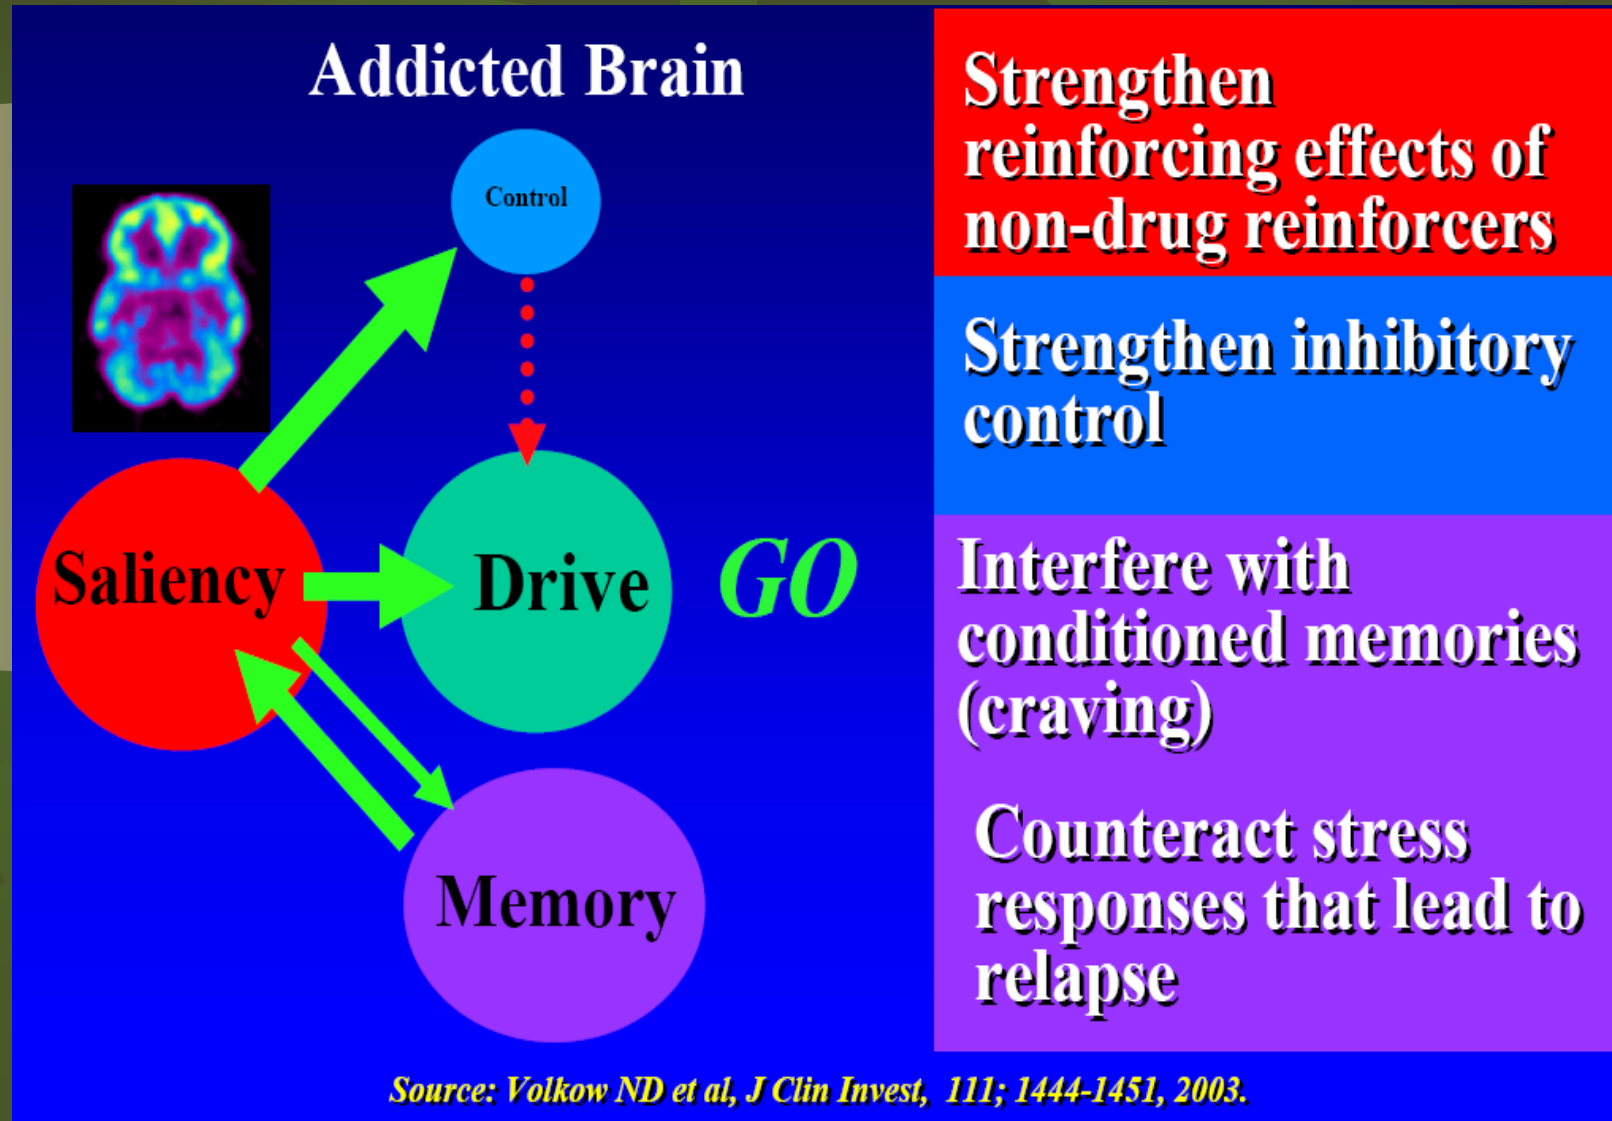 Addicted Brain
Control
Saliency
Drive
GO
Memory
Strengthen
reinforcing effects of
non-drug reinforcers
Strengthen inhibitory
control
Interfere with
conditioned memories
(craving)
Counteract stress
responses that lead to
relapse
Source: Volkow ND et al, J Clin Invest, 111; 1444-1451, 2003.